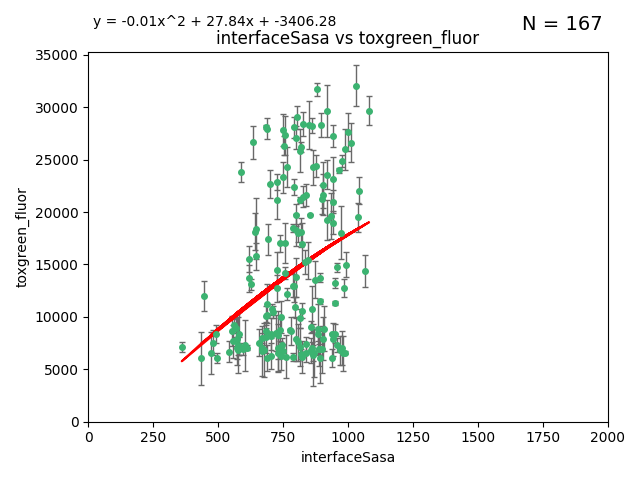 y = -0.01x^2 + 27.84x + -3406.28
N = 167
interfaceSasa vs toxgreen_fluor
35000
30000
25000
20000
15000
10000
5000
0
toxgreen_fluor
0 250 500 750 1000 1250 1500 1750 2000
interfaceSasa